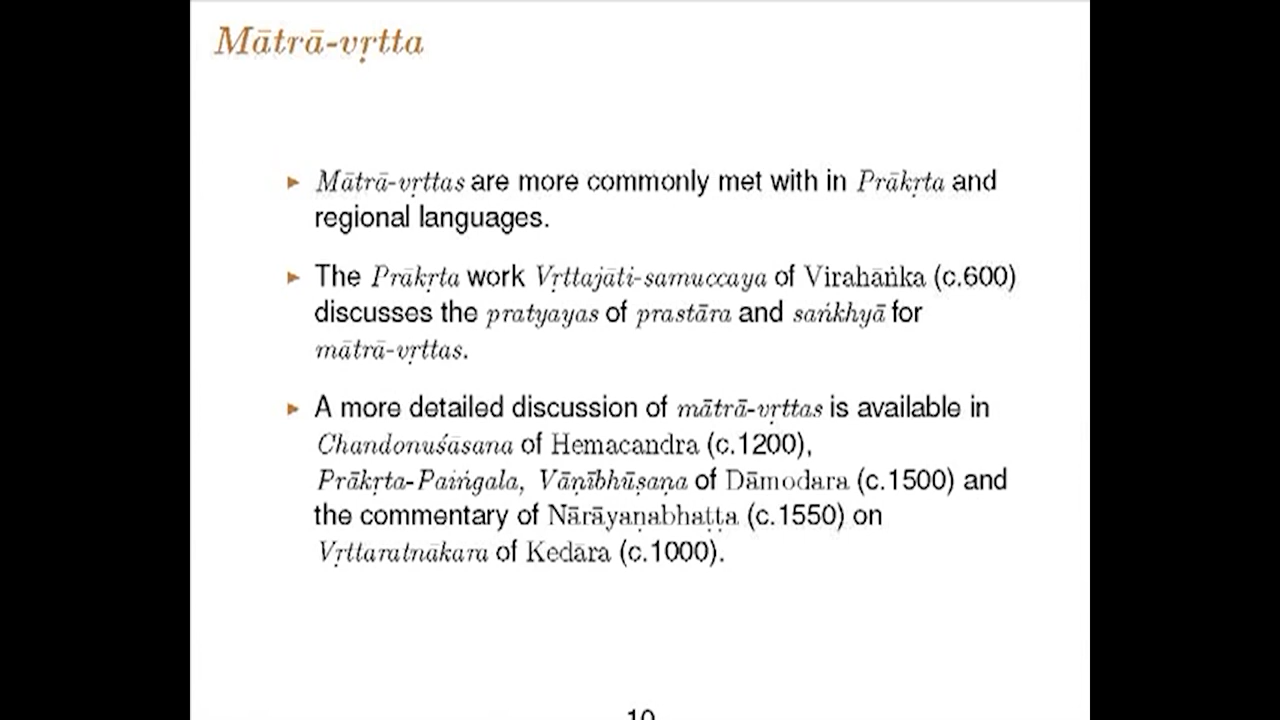 Mātrā-vṛtta
▸ Mātrā-vṛttas are more commonly met with in Prākṛta and
regional languages.
▸ The Prākṛta work Vṛttajāti-samuccaya of Virahāṅka (c.600)
discusses the pratyayas of prastāra and saṅkhyā for
mātrā-vṛttas.
▸ A more detailed discussion of mātrā-vṛttas is available in
Chandonuśāsana of Hemacandra (c.1200),
Prākṛta-Paiṅgala, Vāṇībhūṣaṇa of Dāmodara (c.1500) and
the commentary of Nārāyaṇabhaṭṭa (c.1550) on
Vṛttaratnākara of Kedāra (c.1000).
10